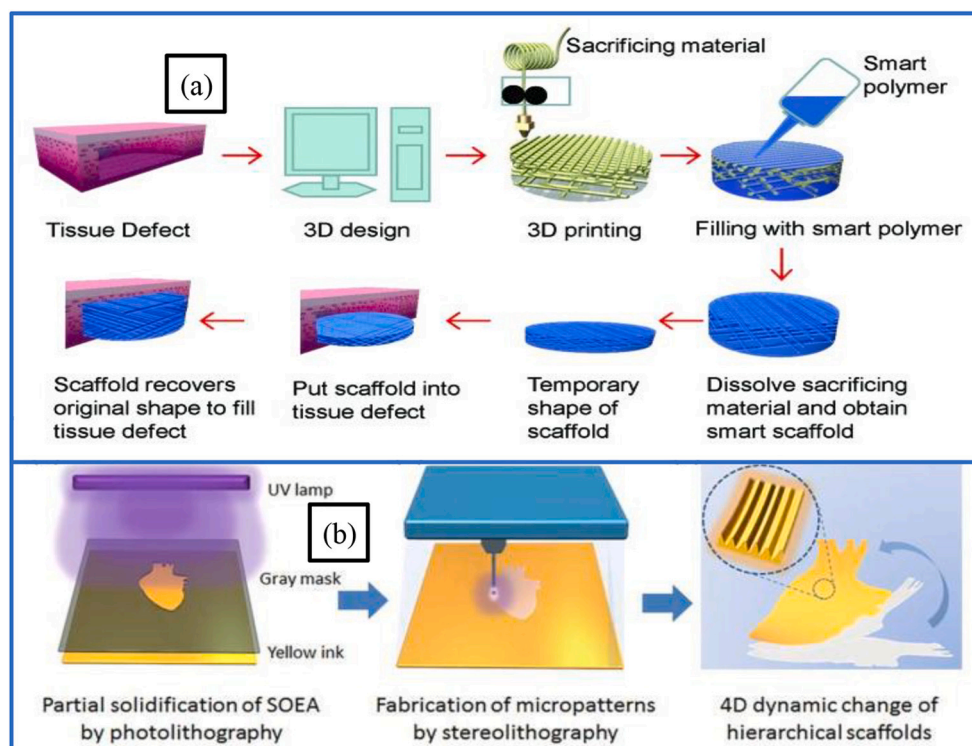 (a)
Sacrificing material
Smart
polymer
Tissue Defect
3D design
3D printing
Filling with smart polymer
Scaffold recovers
original shape to fill
tissue defect
Put scaffold into
tissue defect
Temporary
shape of
scaffold
Dissolve sacrificing
material and obtain
smart scaffold
(b)
UV lamp
Gray mask
Yellow ink
Partial solidification of SOEA
by photolithography
Fabrication of micropatterns
by stereolithography
4D dynamic change of
hierarchical scaffolds